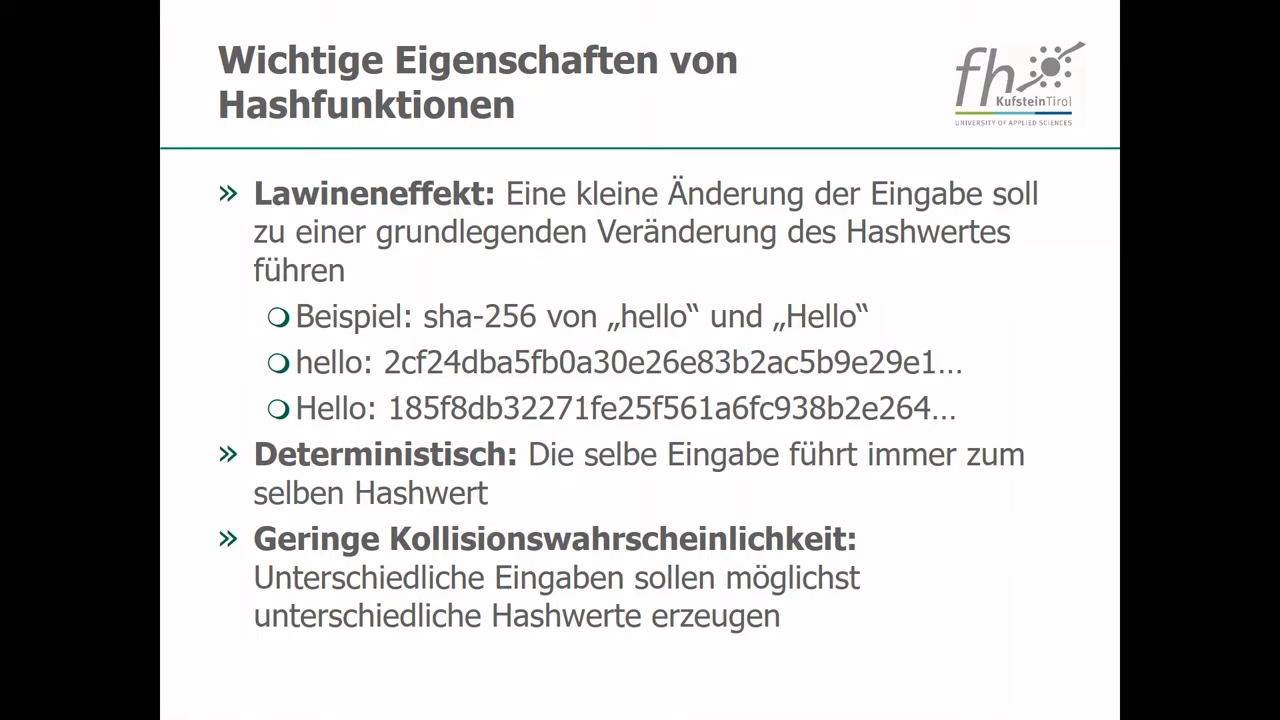 Wichtige Eigenschaften von
Hashfunktionen
fh
KufsteinTirol
UNIVERSITY OF APPLIED SCIENCES
» Lawineneffekt: Eine kleine Änderung der Eingabe soll
zu einer grundlegenden Veränderung des Hashwertes
führen
Beispiel: sha-256 von „hello“ und „Hello“
hello: 2cf24dba5fb0a30e26e83b2ac5b9e29e1…
Hello: 185f8db32271fe25f561a6fc938b2e264…
» Deterministisch: Die selbe Eingabe führt immer zum
selben Hashwert
» Geringe Kollisionswahrscheinlichkeit:
Unterschiedliche Eingaben sollen möglichst
unterschiedliche Hashwerte erzeugen